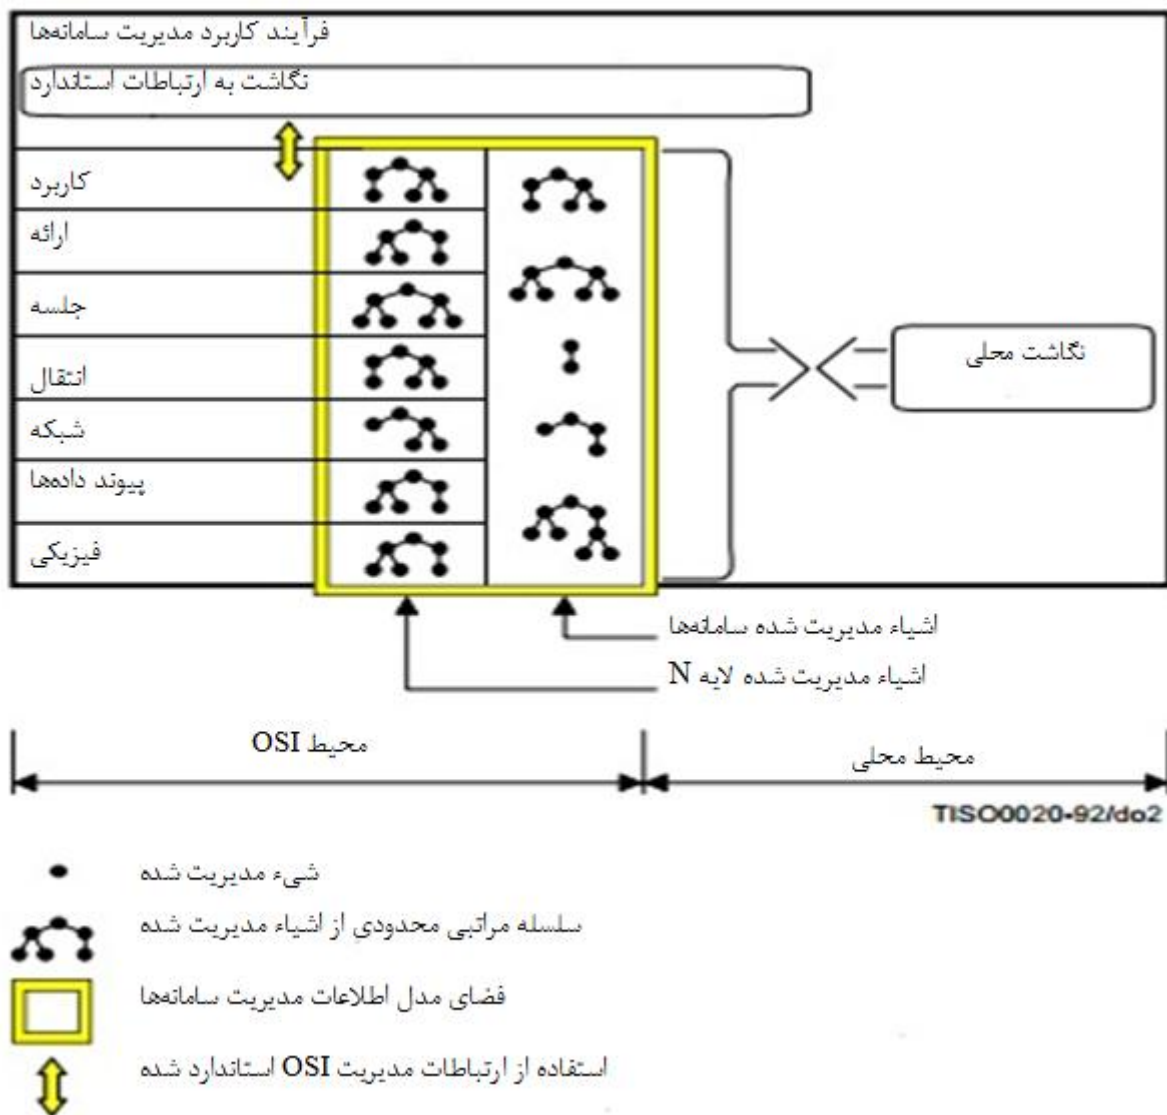 فرآیند کاربرد مدیریت سامانه‌ها
نگاشت به ارتباطات استاندارد
کاربرد
ارائه
جلسه
انتقال
شبکه
پیوند داده‌ها
فیزیکی
نگاشت محلی
اشیاء مدیریت شده سامانه‌ها
اشیاء مدیریت شده لایه N
محیط OSI
محیط محلی
TISO0020-92/do2
شیء مدیریت شده
سلسله مراتبی محدودي از اشیاء مدیریت شده
فضای مدل اطلاعات مدیریت سامانه‌ها
استفاده از ارتباطات مدیریت OSI استاندارد شده